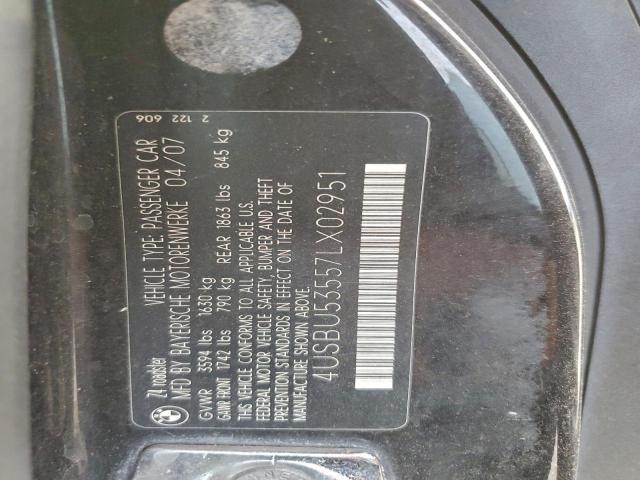 Z4 roadster VEHICLE TYPE: PASSENGER CAR
MFD BY BAYERISCHE MOTORENWERKE 04/07
GVWR 3594 lbs 1630 kg
GAWR FRONT 1742 lbs 790 kg REAR 1863 lbs 845 kg
THIS VEHICLE CONFORMS TO ALL APPLICABLE U.S.
FEDERAL MOTOR VEHICLE SAFETY, BUMPER AND THEFT
PREVENTION STANDARDS IN EFFECT ON THE DATE OF
MANUFACTURE SHOWN ABOVE.
4USBU53557LX02951
2 122 606